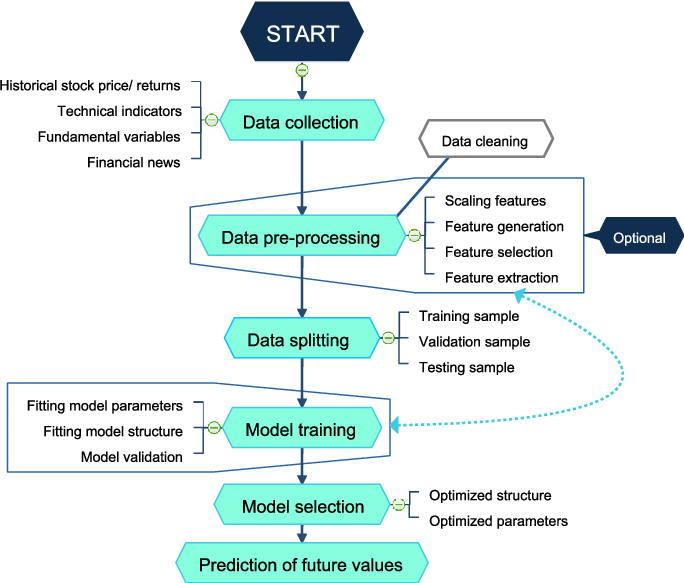 START
Historical stock price/ returns
Technical indicators
Fundamental variables
Financial news
Data collection
Data cleaning
Data pre-processing
Scaling features
Feature generation
Feature selection
Feature extraction
Optional
Data splitting
Training sample
Validation sample
Testing sample
Fitting model parameters
Fitting model structure
Model validation
Model training
Model selection
Optimized structure
Optimized parameters
Prediction of future values